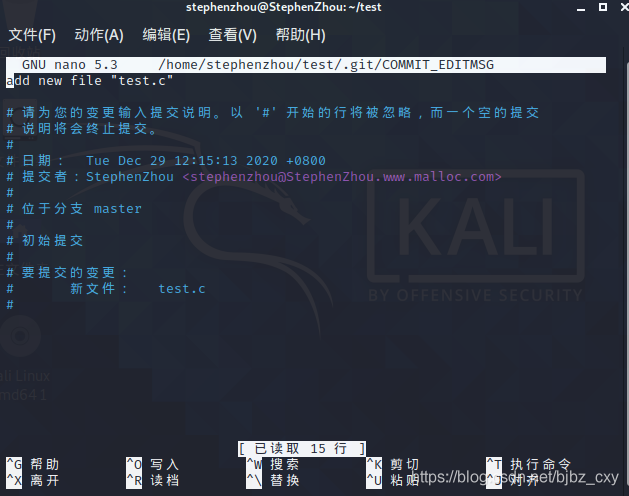 stephenzhou@StephenZhou:~/test
文件(F) 动作(A) 编辑(E) 查看(V) 帮助(H)
GNU nano 5.3 /home/stephenzhou/test/.git/COMMIT_EDITMSG
add new file "test.c"
# 请为您的变更输入提交说明。以 '#' 开始的行将被忽略，而一个空的提交
# 说明将会终止提交。
#
# 日期： Tue Dec 29 12:15:13 2020 +0800
# 提交者：StephenZhou <stephenzhou@StephenZhou.www.malloc.com>
#
# 位于分支 master
#
# 初始提交
#
# 要提交的变更：
# 新文件： test.c
#
KALI
BY OFFENSIVE SECURITY
[ 已读取 15 行 ]
^G 帮助 ^O 写入 ^W 搜索 ^K 剪切 ^T 执行命令
^X 离开 ^R 读档 ^\ 替换 ^U 粘贴 ^J 对齐
https://blog.csdn.net/bjbz_cxy